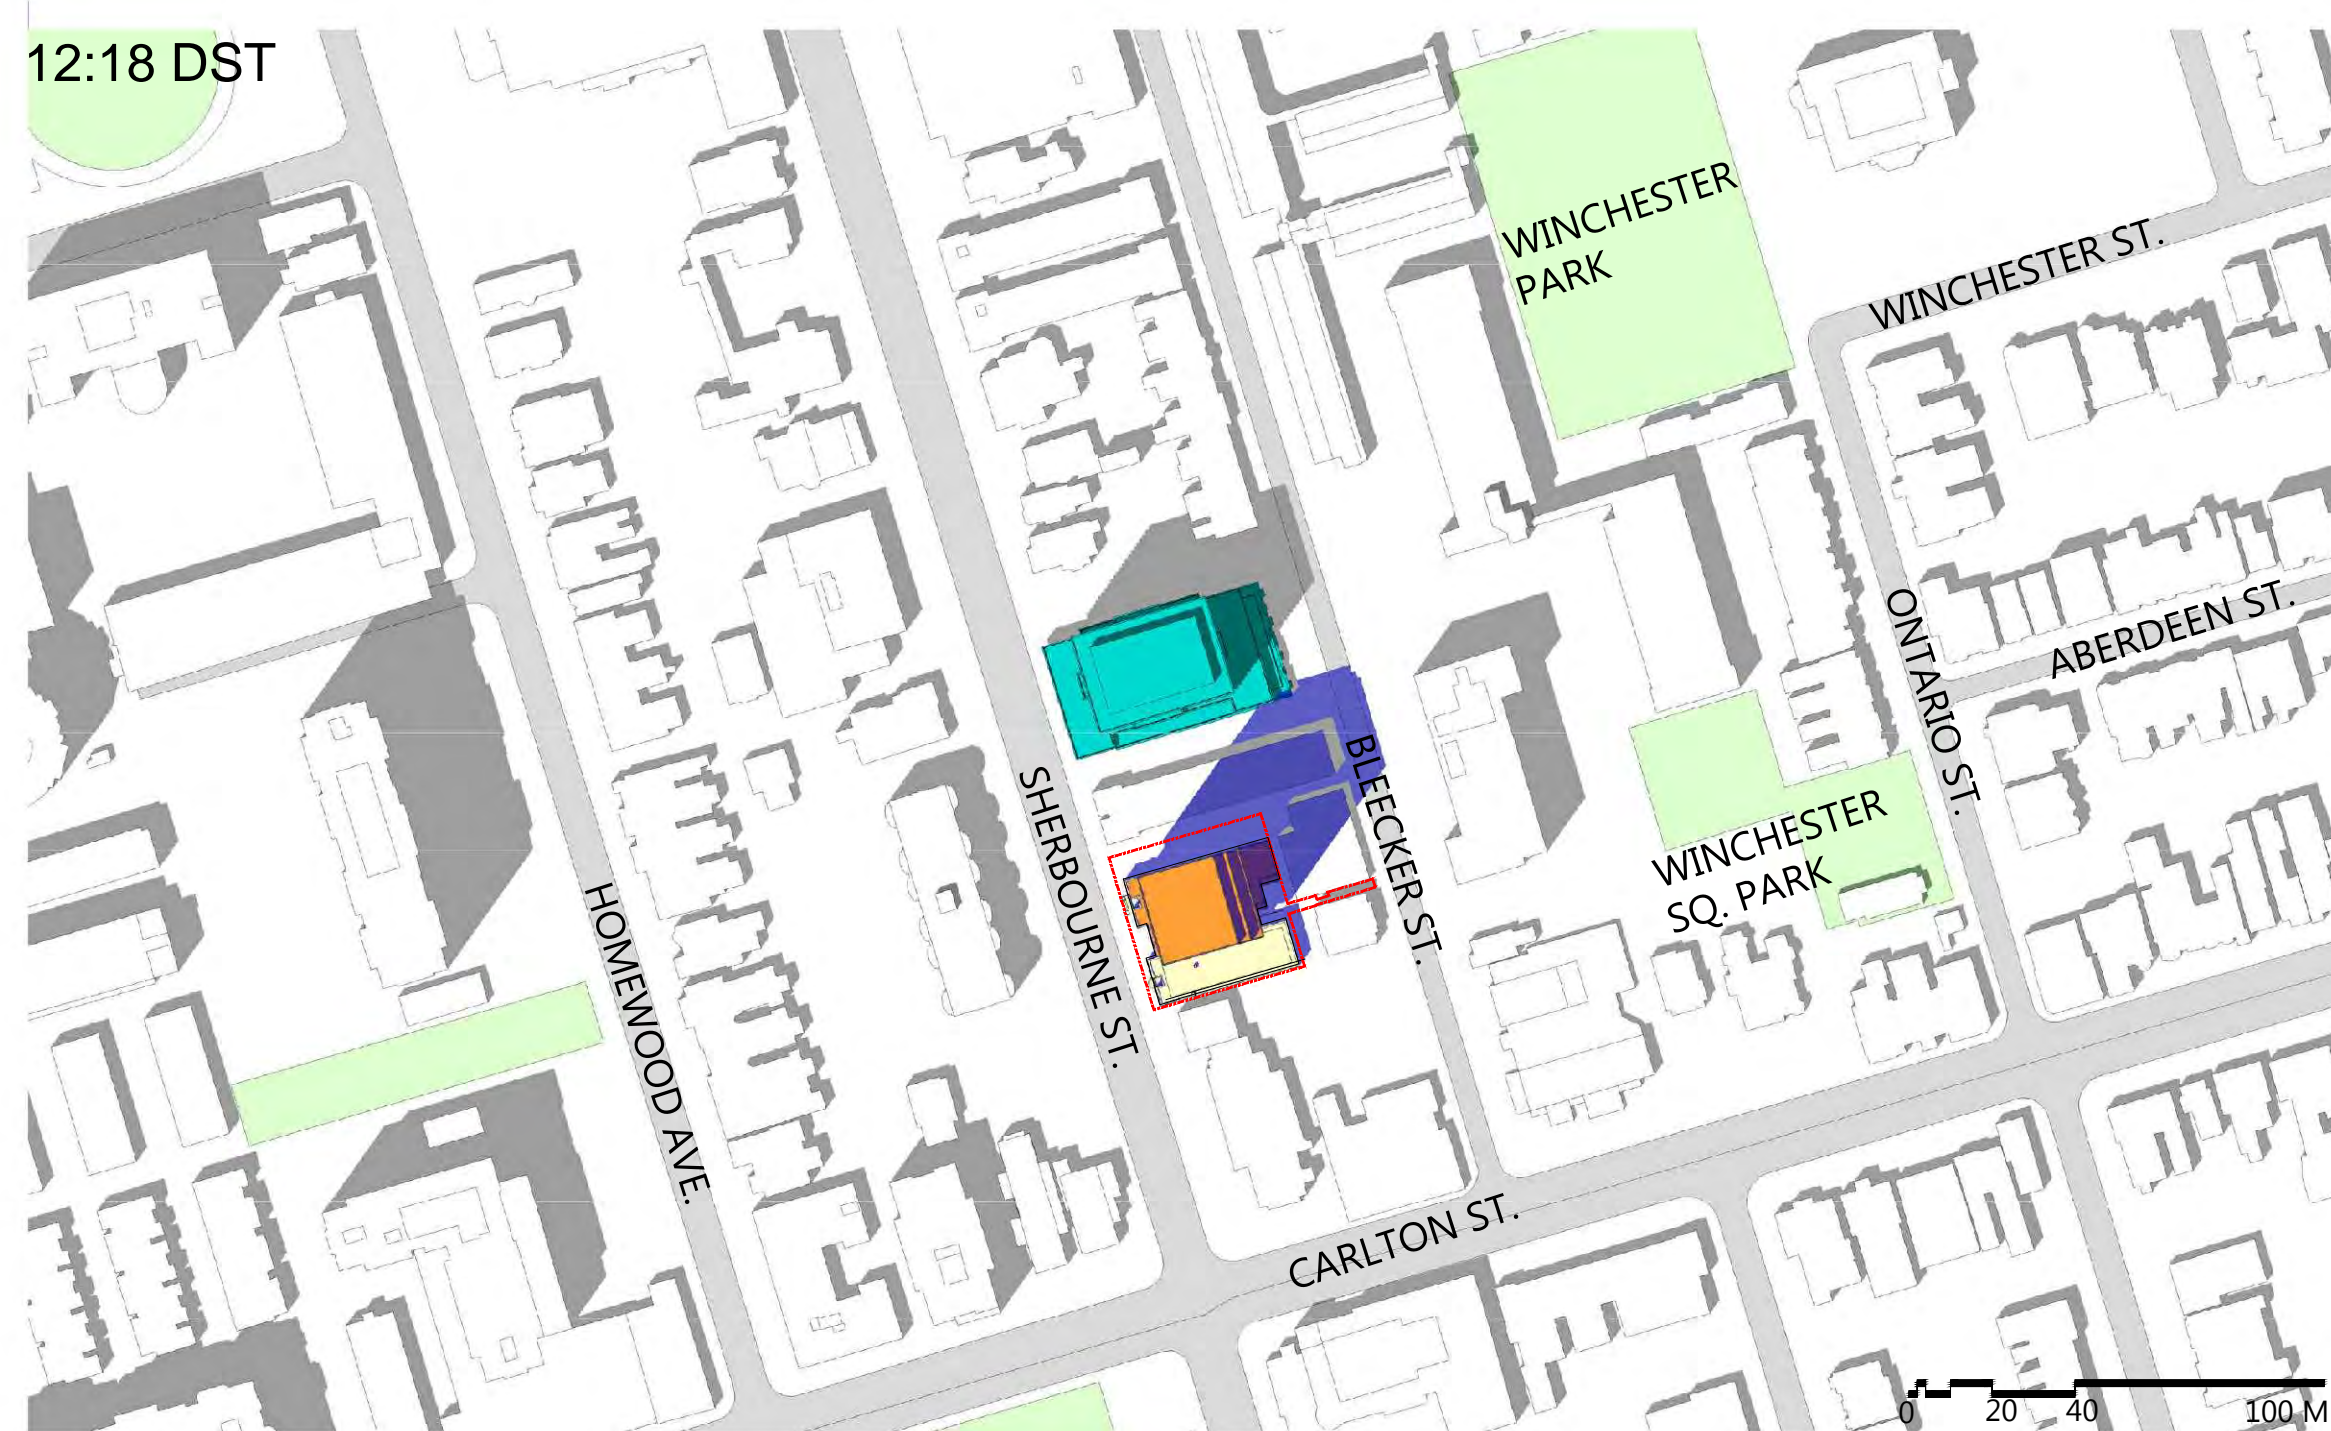 12:18 DST
WINCHESTER
PARK
WINCHESTER ST.
ABERDEEN ST.
ONTARIO ST.
BLEECKER ST.
SHERBOURNE ST.
WINCHESTER
SQ. PARK
HOMEWOOD AVE.
CARLTON ST.
0 20 40 100 M